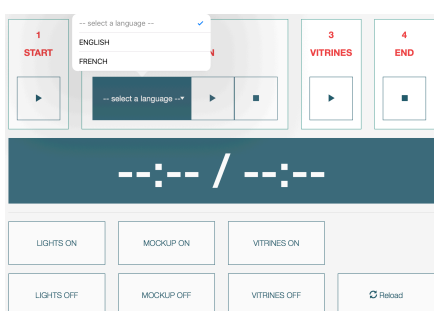 -- select a language --
ENGLISH
FRENCH
1
START
N
3
VITRINES
4
END
-- select a language --
--:-- / --:--
LIGHTS ON
MOCKUP ON
VITRINES ON
LIGHTS OFF
MOCKUP OFF
VITRINES OFF
Reload